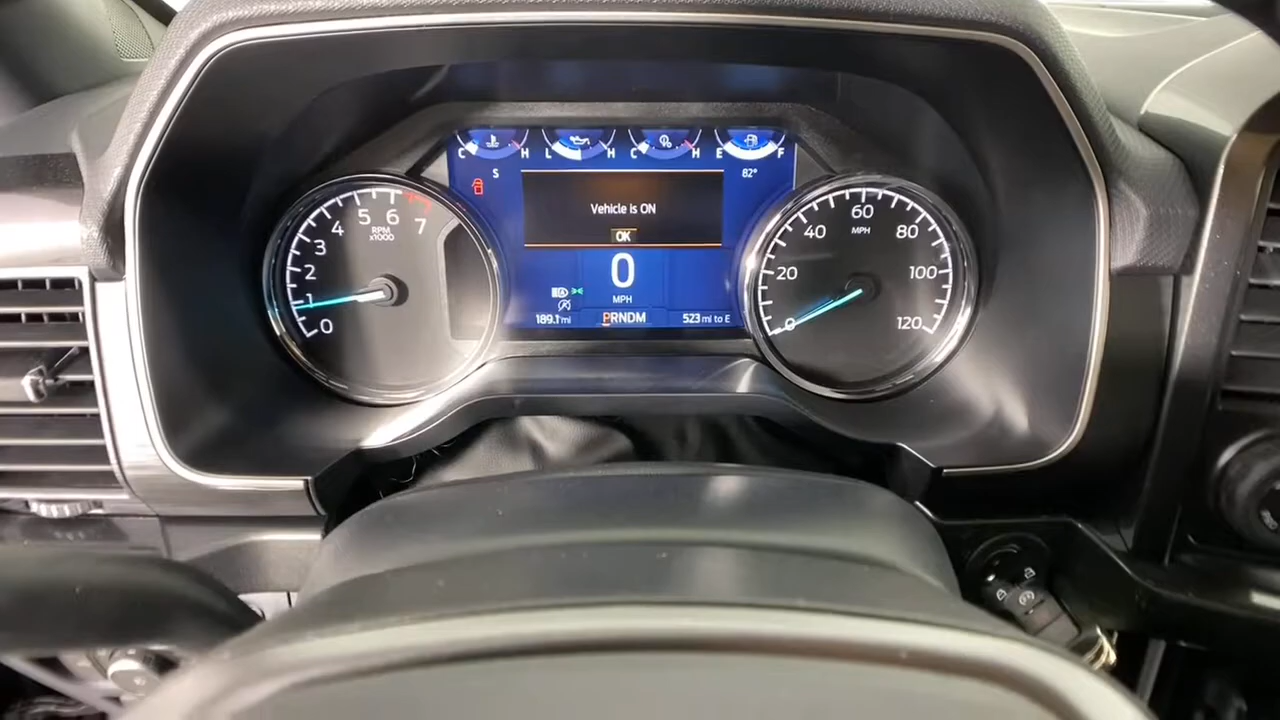 C H L H C H E F
S
82°
Vehicle is ON
OK
0
MPH
189.1 mi
PRNDM
523 mi to E
0
1
2
3
4
5
6
7
RPM
x1000
0
20
40
60
80
100
120
MPH